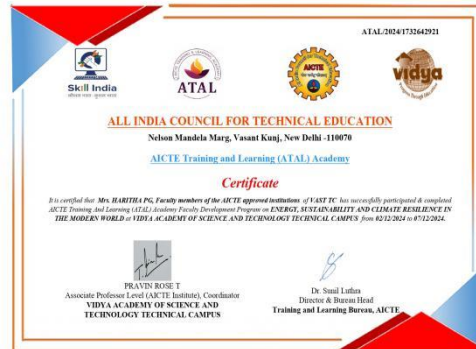 ATAL/2024/1732642921
Skill India
कौशल भारत - कुशल भारत
ATAL
AICTE
vidya
ALL INDIA COUNCIL FOR TECHNICAL EDUCATION
Nelson Mandela Marg, Vasant Kunj, New Delhi -110070
AICTE Training and Learning (ATAL) Academy
Certificate
It is certified that Mrs. HARITHA PG, Faculty members of the AICTE approved institutions of VAST TC has successfully participated & completed
AICTE Training And Learning (ATAL) Academy Faculty Development Program on ENERGY, SUSTAINABILITY AND CLIMATE RESILIENCE IN
THE MODERN WORLD at VIDYA ACADEMY OF SCIENCE AND TECHNOLOGY TECHNICAL CAMPUS from 02/12/2024 to 07/12/2024.
PRAVIN ROSE T
Associate Professor Level (AICTE Institute), Coordinator
VIDYA ACADEMY OF SCIENCE AND
TECHNOLOGY TECHNICAL CAMPUS
Dr. Sunil Luthra
Director & Bureau Head
Training and Learning Bureau, AICTE